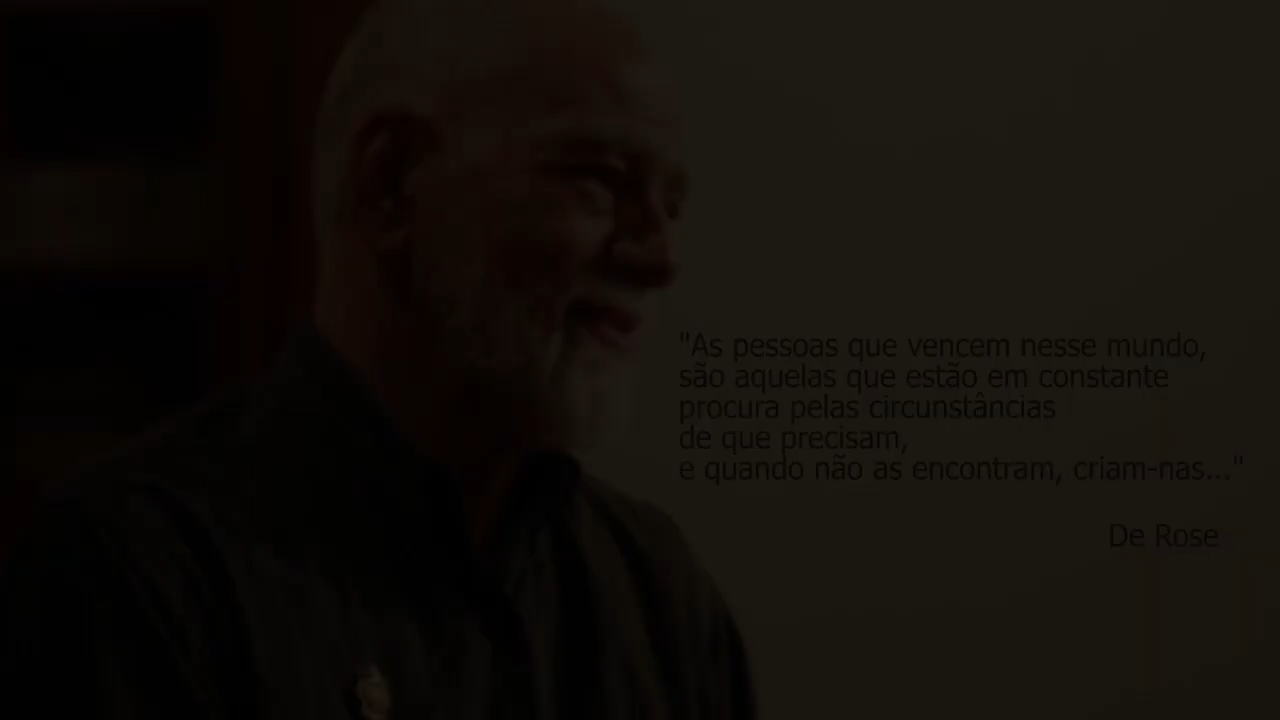 "As pessoas que vencem nesse mundo,
são aquelas que estão em constante
procura pelas circunstâncias
de que precisam,
e quando não as encontram, criam-nas..."
De Rose